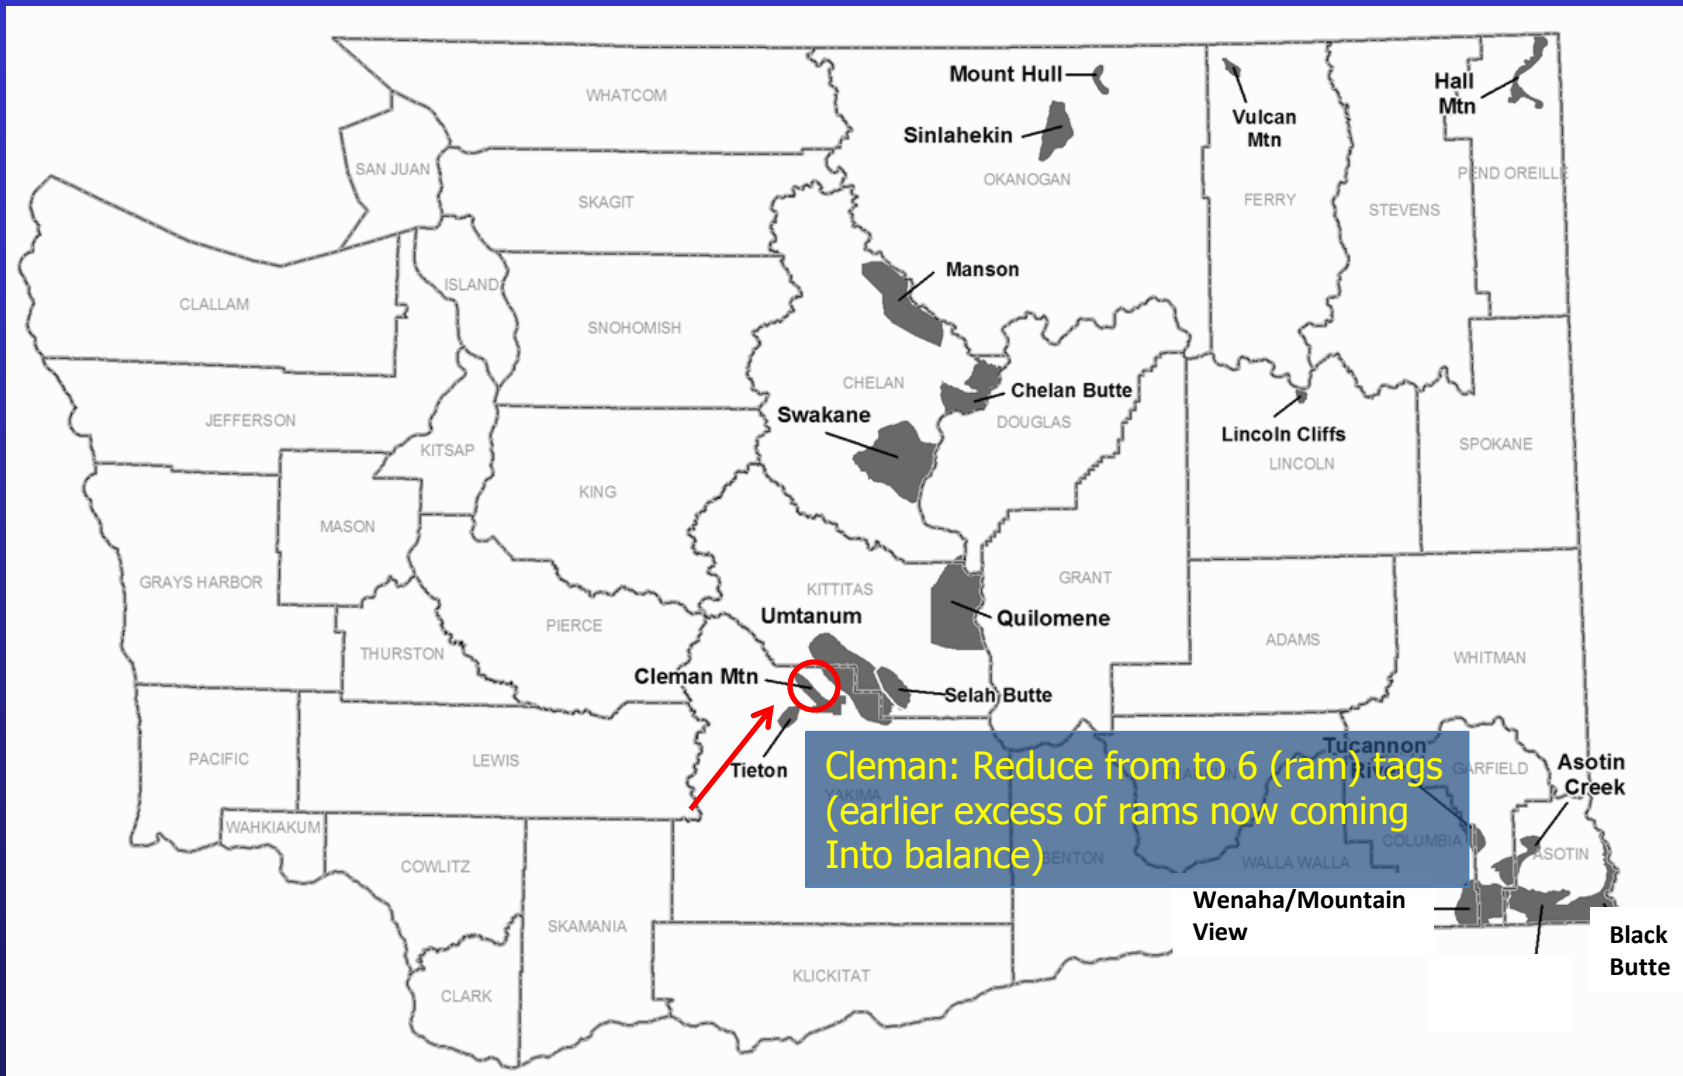 Mount Hull
Hall
Mtn
WHATCOM
Vulcan
Mtn
Sinlahekin
SAN JUAN
OKANOGAN
PEND OREILLE
SKAGIT
FERRY
STEVENS
Manson
ISLAND
CLALLAM
SNOHOMISH
CHELAN
Chelan Butte
Swakane
JEFFERSON
DOUGLAS
Lincoln Cliffs
KITSAP
SPOKANE
LINCOLN
KING
MASON
GRAYS HARBOR
KITTITAS
GRANT
Umtanum
Quilomene
PIERCE
ADAMS
THURSTON
WHITMAN
Cleman Mtn
Selah Butte
PACIFIC
LEWIS
Tieton
Tucannon
River
Cleman: Reduce from to 6 (ram) tags
(earlier excess of rams now coming
Into balance)
YAKIMA
FRANKLIN
GARFIELD
Asotin
Creek
WAHKIAKUM
COLUMBIA
ASOTIN
COWLITZ
BENTON
WALLA WALLA
Wenaha/Mountain
View
SKAMANIA
Black
Butte
KLICKITAT
CLARK